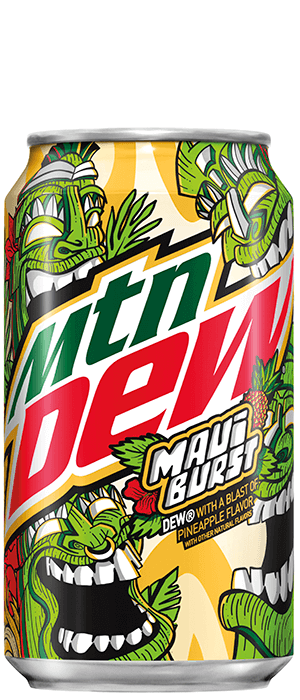 mtn
DEW
MAUI
BURST
DEW® WITH A BLAST OF
PINEAPPLE FLAVOR
WITH OTHER NATURAL FLAVORS